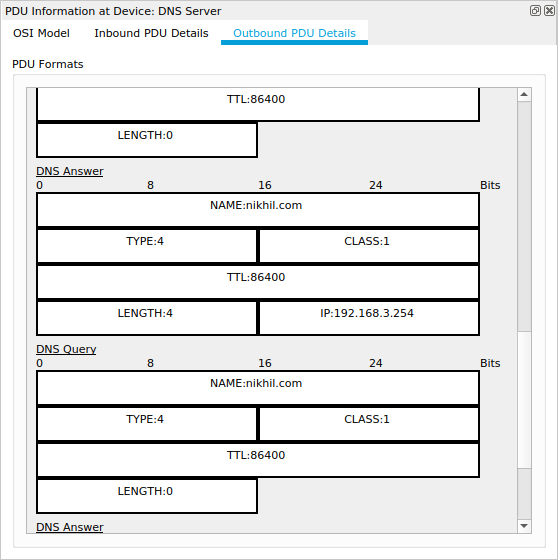 PDU Information at Device: DNS Server
OSI Model Inbound PDU Details Outbound PDU Details
PDU Formats
TTL:86400
LENGTH:0
DNS Answer
0 8 16 24 Bits
NAME:nikhil.com
TYPE:4 CLASS:1
TTL:86400
LENGTH:4 IP:192.168.3.254
DNS Query
0 8 16 24 Bits
NAME:nikhil.com
TYPE:4 CLASS:1
TTL:86400
LENGTH:0
DNS Answer